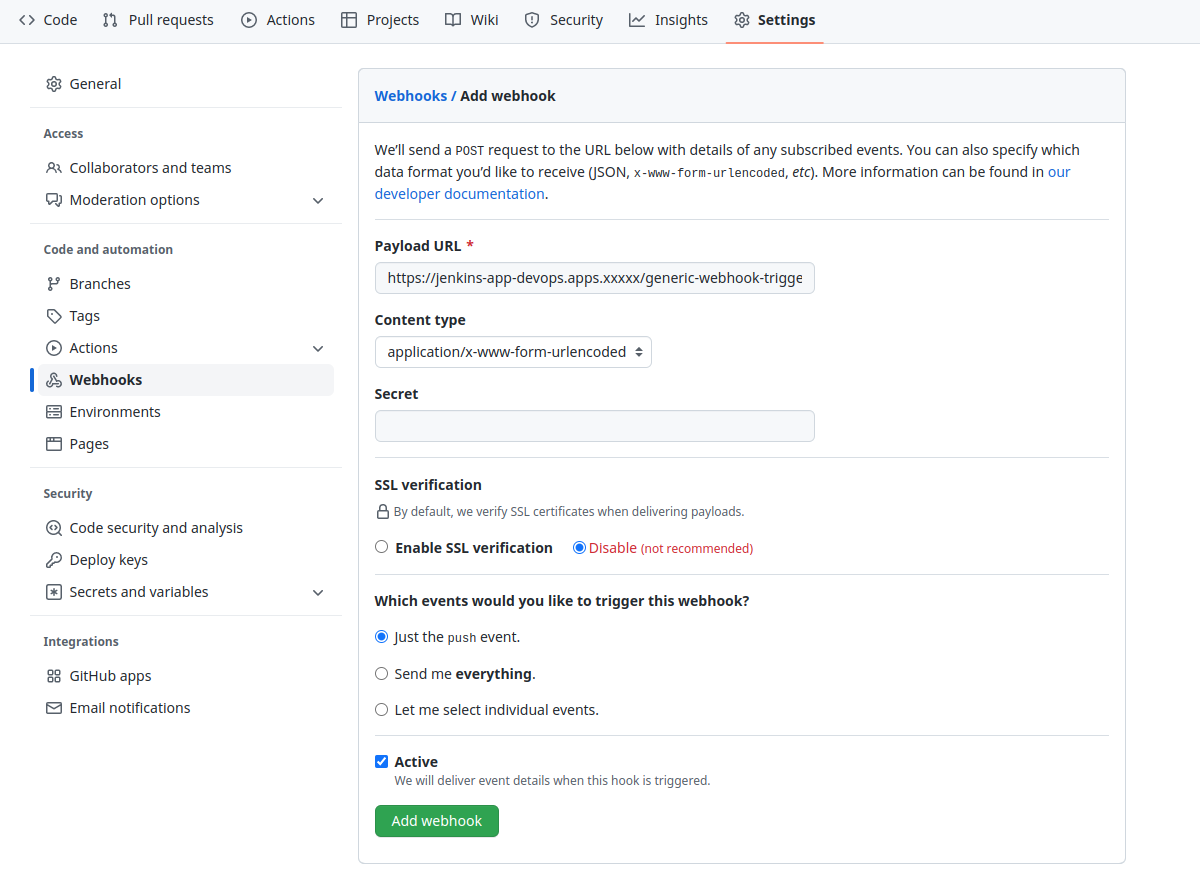 Code Pull requests Actions Projects Wiki Security Insights Settings
General
Access
Collaborators and teams
Moderation options
Code and automation
Branches
Tags
Actions
Webhooks
Environments
Pages
Security
Code security and analysis
Deploy keys
Secrets and variables
Integrations
GitHub apps
Email notifications
Webhooks / Add webhook
We’ll send a POST request to the URL below with details of any subscribed events. You can also specify which
data format you’d like to receive (JSON, x-www-form-urlencoded, etc). More information can be found in our
developer documentation.
Payload URL *
https://jenkins-app-devops.apps.xxxxx/generic-webhook-trigge
Content type
application/x-www-form-urlencoded
Secret
SSL verification
By default, we verify SSL certificates when delivering payloads.
Enable SSL verification Disable (not recommended)
Which events would you like to trigger this webhook?
Just the push event.
Send me everything.
Let me select individual events.
Active
We will deliver event details when this hook is triggered.
Add webhook